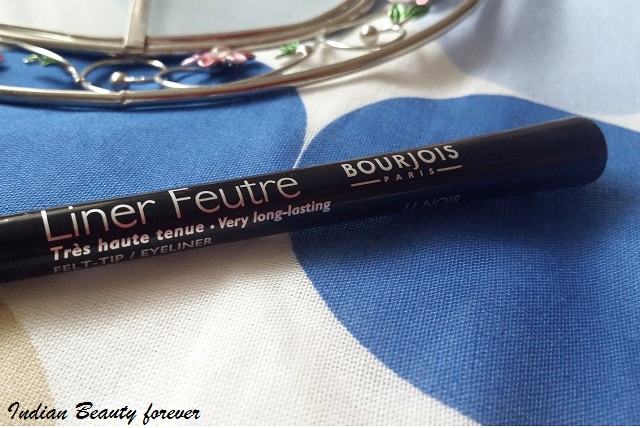 Liner Feutre
Très haute tenue • Very long-lasting
FELT-TIP / EYELINER
BOURJOIS
PARIS
11 NOIR
Indian Beauty forever